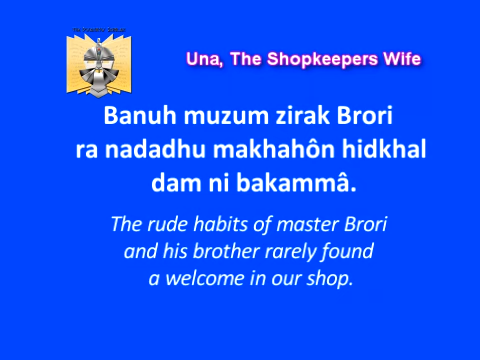 Una, The Shopkeepers Wife
Banuh muzum zirak Brori
ra nadadhu makhahôn hidkhal
dam ni bakammâ.
The rude habits of master Brori
and his brother rarely found
a welcome in our shop.